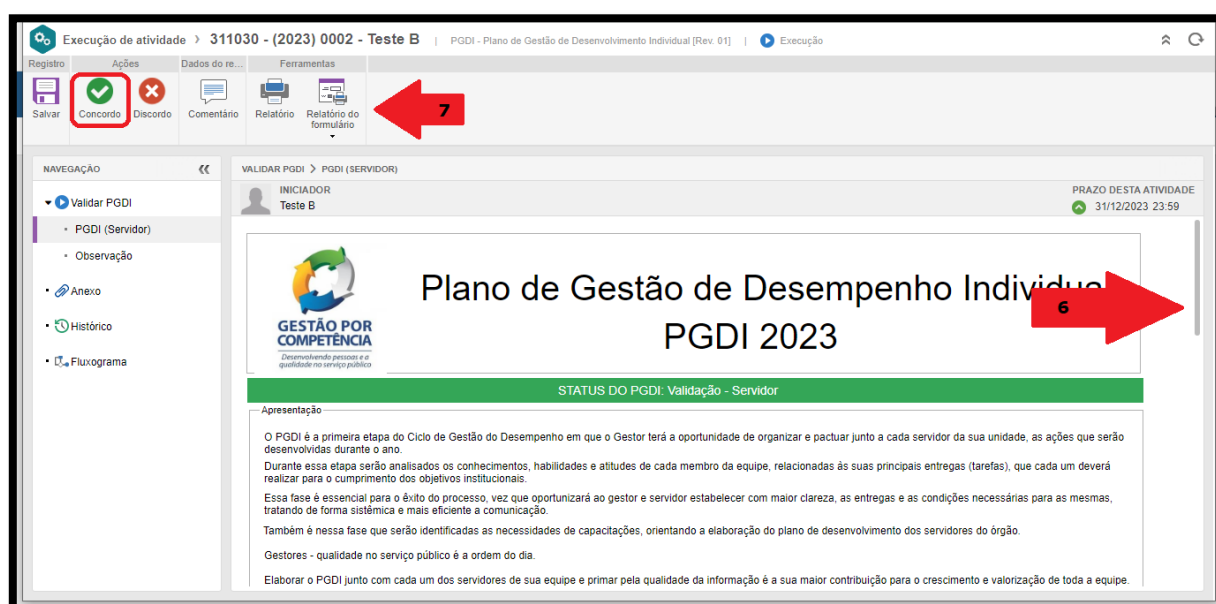 Execução de atividade > 311030 - (2023) 0002 - Teste B | PGDI - Plano de Gestão de Desenvolvimento Individual [Rev. 01] | Execução
Registro Ações Dados do re... Ferramentas
Salvar Concordo Discordo Comentário Relatório Relatório do formulário
7
NAVEGAÇÃO
Validar PGDI
PGDI (Servidor)
Observação
Anexo
Histórico
Fluxograma
VALIDAR PGDI > PGDI (SERVIDOR)
INICIADOR
Teste B
PRAZO DESTA ATIVIDADE
31/12/2023 23:59
GESTÃO POR
COMPETÊNCIA
Desenvolvendo pessoas e a
qualidade no serviço público
Plano de Gestão de Desempenho Individual
PGDI 2023
6
STATUS DO PGDI: Validação - Servidor
Apresentação
O PGDI é a primeira etapa do Ciclo de Gestão do Desempenho em que o Gestor terá a oportunidade de organizar e pactuar junto a cada servidor da sua unidade, as ações que serão
desenvolvidas durante o ano.
Durante essa etapa serão analisados os conhecimentos, habilidades e atitudes de cada membro da equipe, relacionadas às suas principais entregas (tarefas), que cada um deverá
realizar para o cumprimento dos objetivos institucionais.
Essa fase é essencial para o êxito do processo, vez que oportunizará ao gestor e servidor estabelecer com maior clareza, as entregas e as condições necessárias para as mesmas,
tratando de forma sistêmica e mais eficiente a comunicação.
Também é nessa fase que serão identificadas as necessidades de capacitações, orientando a elaboração do plano de desenvolvimento dos servidores do órgão.
Gestores - qualidade no serviço público é a ordem do dia.
Elaborar o PGDI junto com cada um dos servidores de sua equipe e primar pela qualidade da informação é a sua maior contribuição para o crescimento e valorização de toda a equipe.